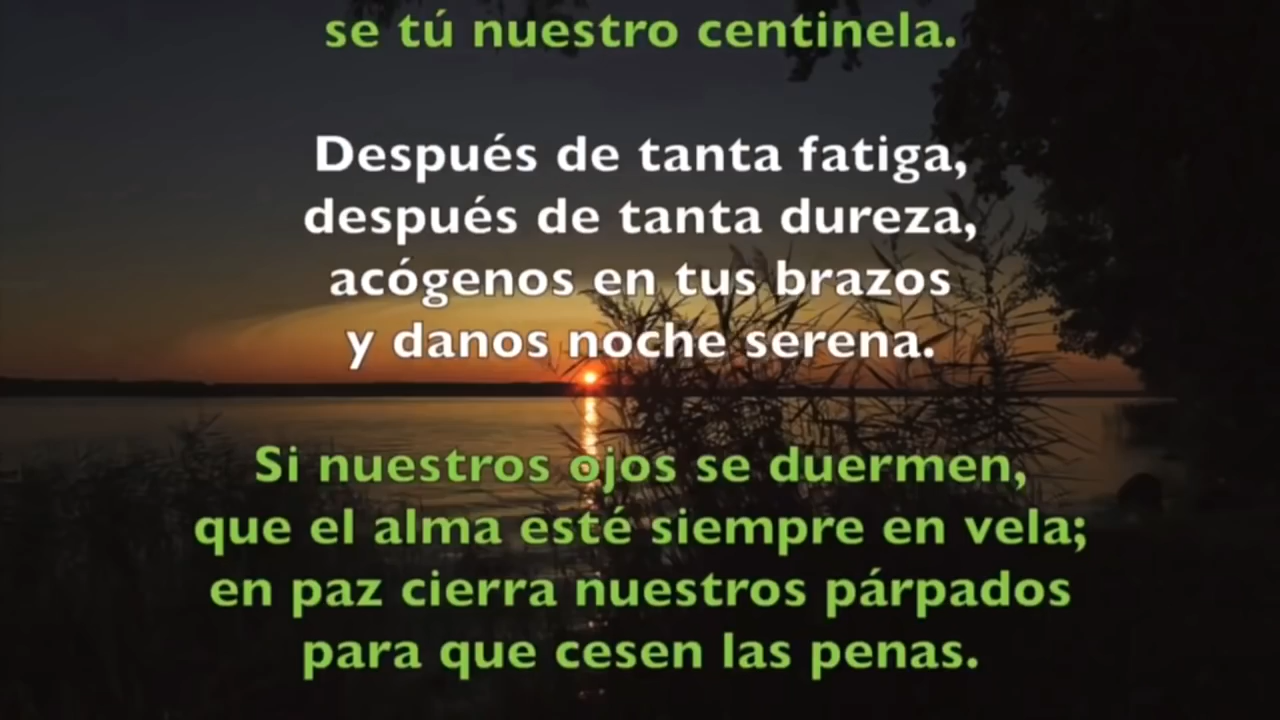 se tú nuestro centinela.
Después de tanta fatiga,
después de tanta dureza,
acógenos en tus brazos
y danos noche serena.
Si nuestros ojos se duermen,
que el alma esté siempre en vela;
en paz cierra nuestros párpados
para que cesen las penas.